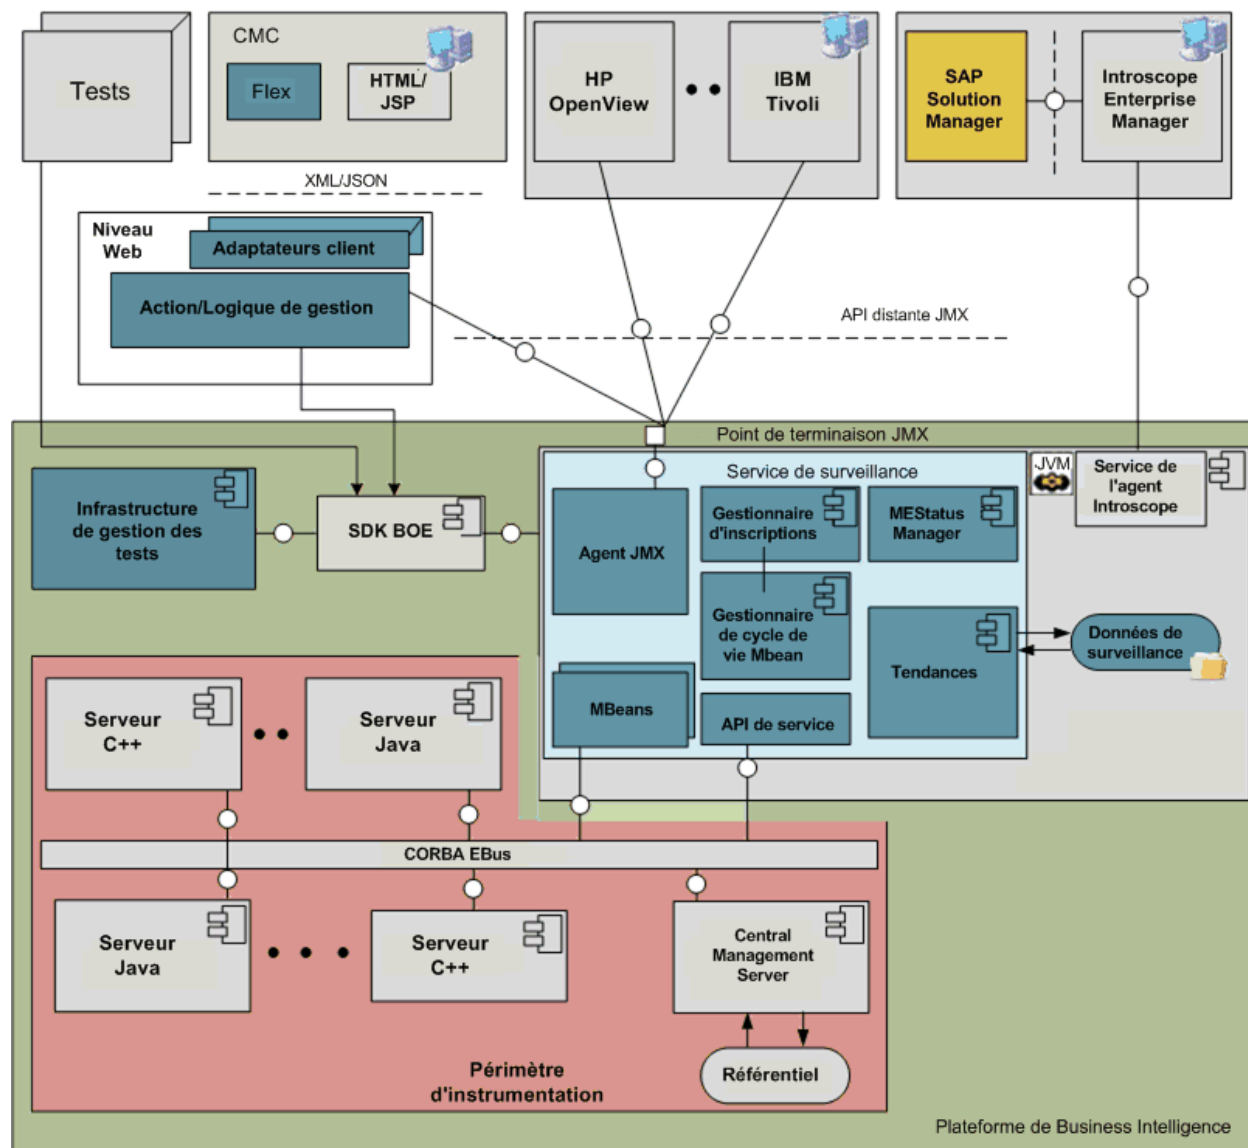 Tests
CMC
Flex
HTML/
JSP
HP
OpenView
IBM
Tivoli
SAP
Solution
Manager
Introscope
Enterprise
Manager
XML/JSON
Niveau
Web
Adaptateurs client
Action/Logique de gestion
API distante JMX
Point de terminaison JMX
Service de surveillance
JVM
Service de
l'agent
Introscope
Infrastructure
de gestion des
tests
SDK BOE
Agent JMX
Gestionnaire
d'inscriptions
MEStatus
Manager
Gestionnaire
de cycle de
vie Mbean
Tendances
Données de
surveillance
MBeans
API de service
Serveur
C++
Serveur
Java
CORBA EBus
Serveur
Java
Serveur
C++
Central
Management
Server
Référentiel
Périmètre
d'instrumentation
Plateforme de Business Intelligence